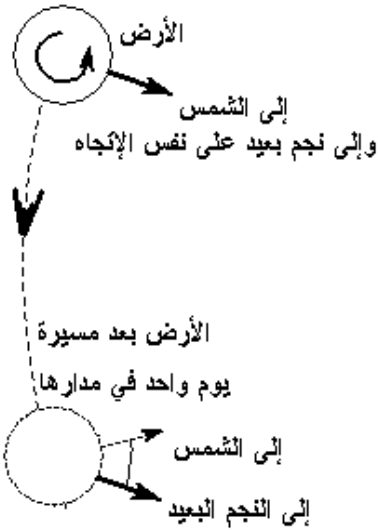 الأرض
إلى الشمس
وإلى نجم بعيد على نفس الإتجاه
الأرض بعد مسيرة
يوم واحد في مدارها
إلى الشمس
إلى النجم البعيد